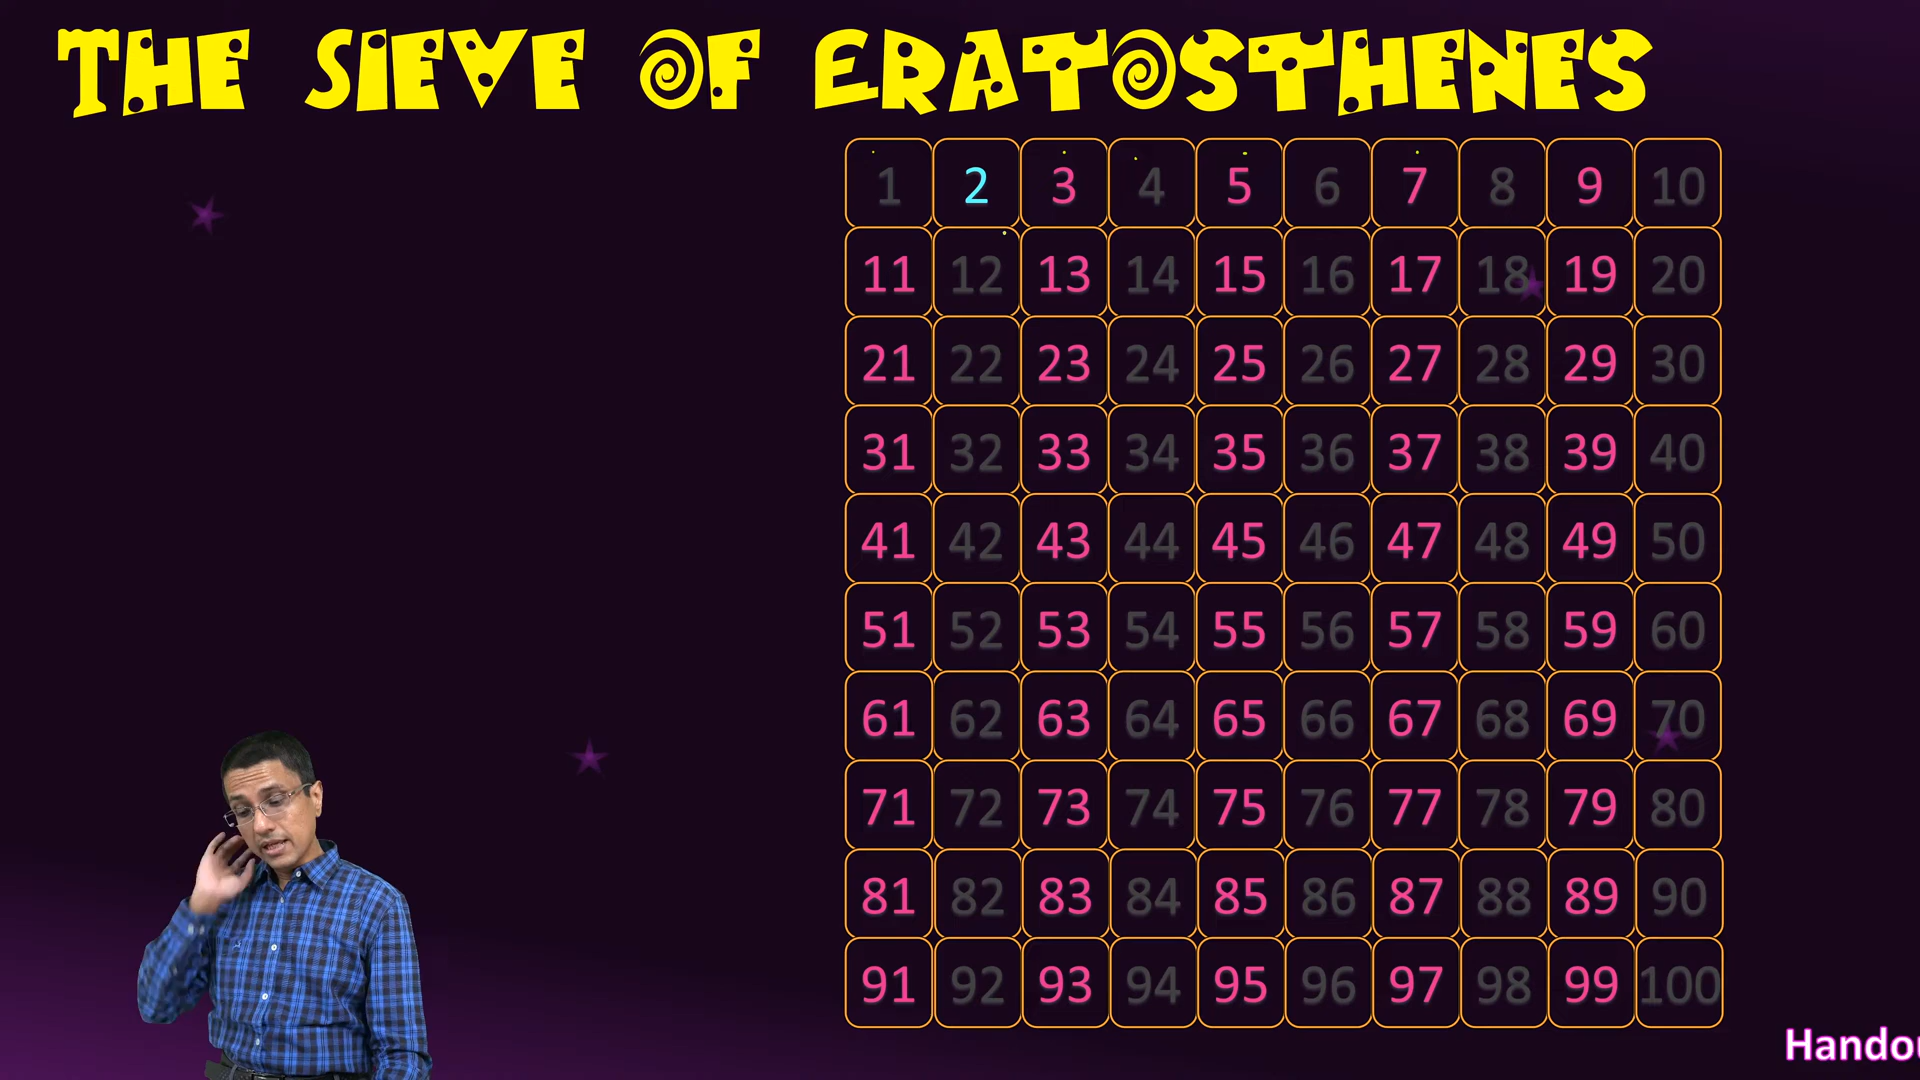 THE SIEVE OF ERATOSTHENES
1 2 3 4 5 6 7 8 9 10
11 12 13 14 15 16 17 18 19 20
21 22 23 24 25 26 27 28 29 30
31 32 33 34 35 36 37 38 39 40
41 42 43 44 45 46 47 48 49 50
51 52 53 54 55 56 57 58 59 60
61 62 63 64 65 66 67 68 69 70
71 72 73 74 75 76 77 78 79 80
81 82 83 84 85 86 87 88 89 90
91 92 93 94 95 96 97 98 99 100